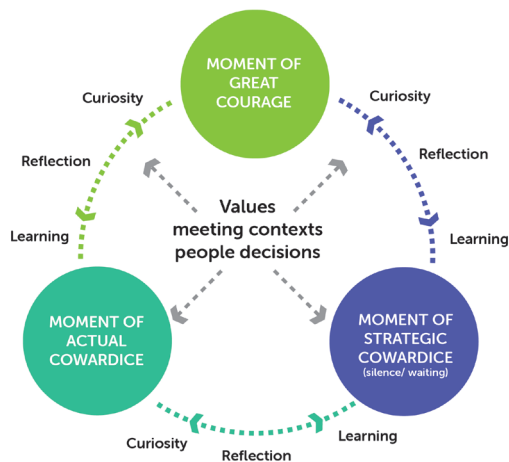 MOMENT OF
GREAT
COURAGE
Curiosity
Curiosity
Reflection
Reflection
Learning
Learning
Values
meeting contexts
people decisions
MOMENT OF
ACTUAL
COWARDICE
MOMENT OF
STRATEGIC
COWARDICE
(silence/ waiting)
Curiosity
Reflection
Learning